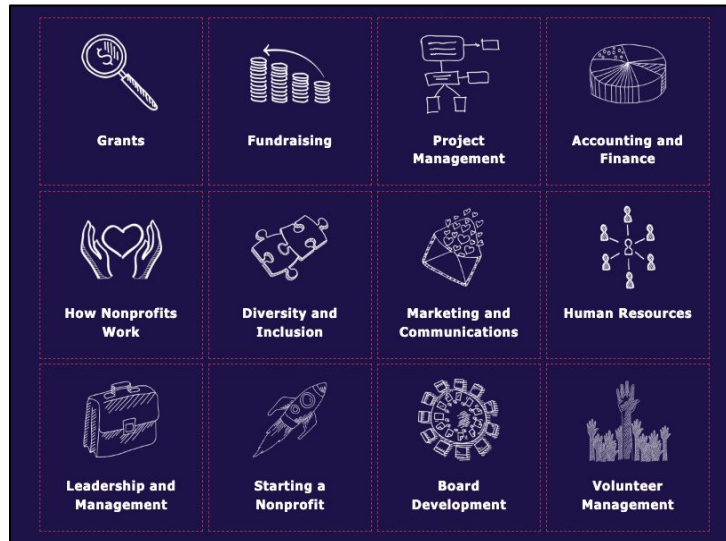 Grants
Fundraising
Project
Management
Accounting and
Finance
How Nonprofits
Work
Diversity and
Inclusion
Marketing and
Communications
Human Resources
Leadership and
Management
Starting a
Nonprofit
Board
Development
Volunteer
Management